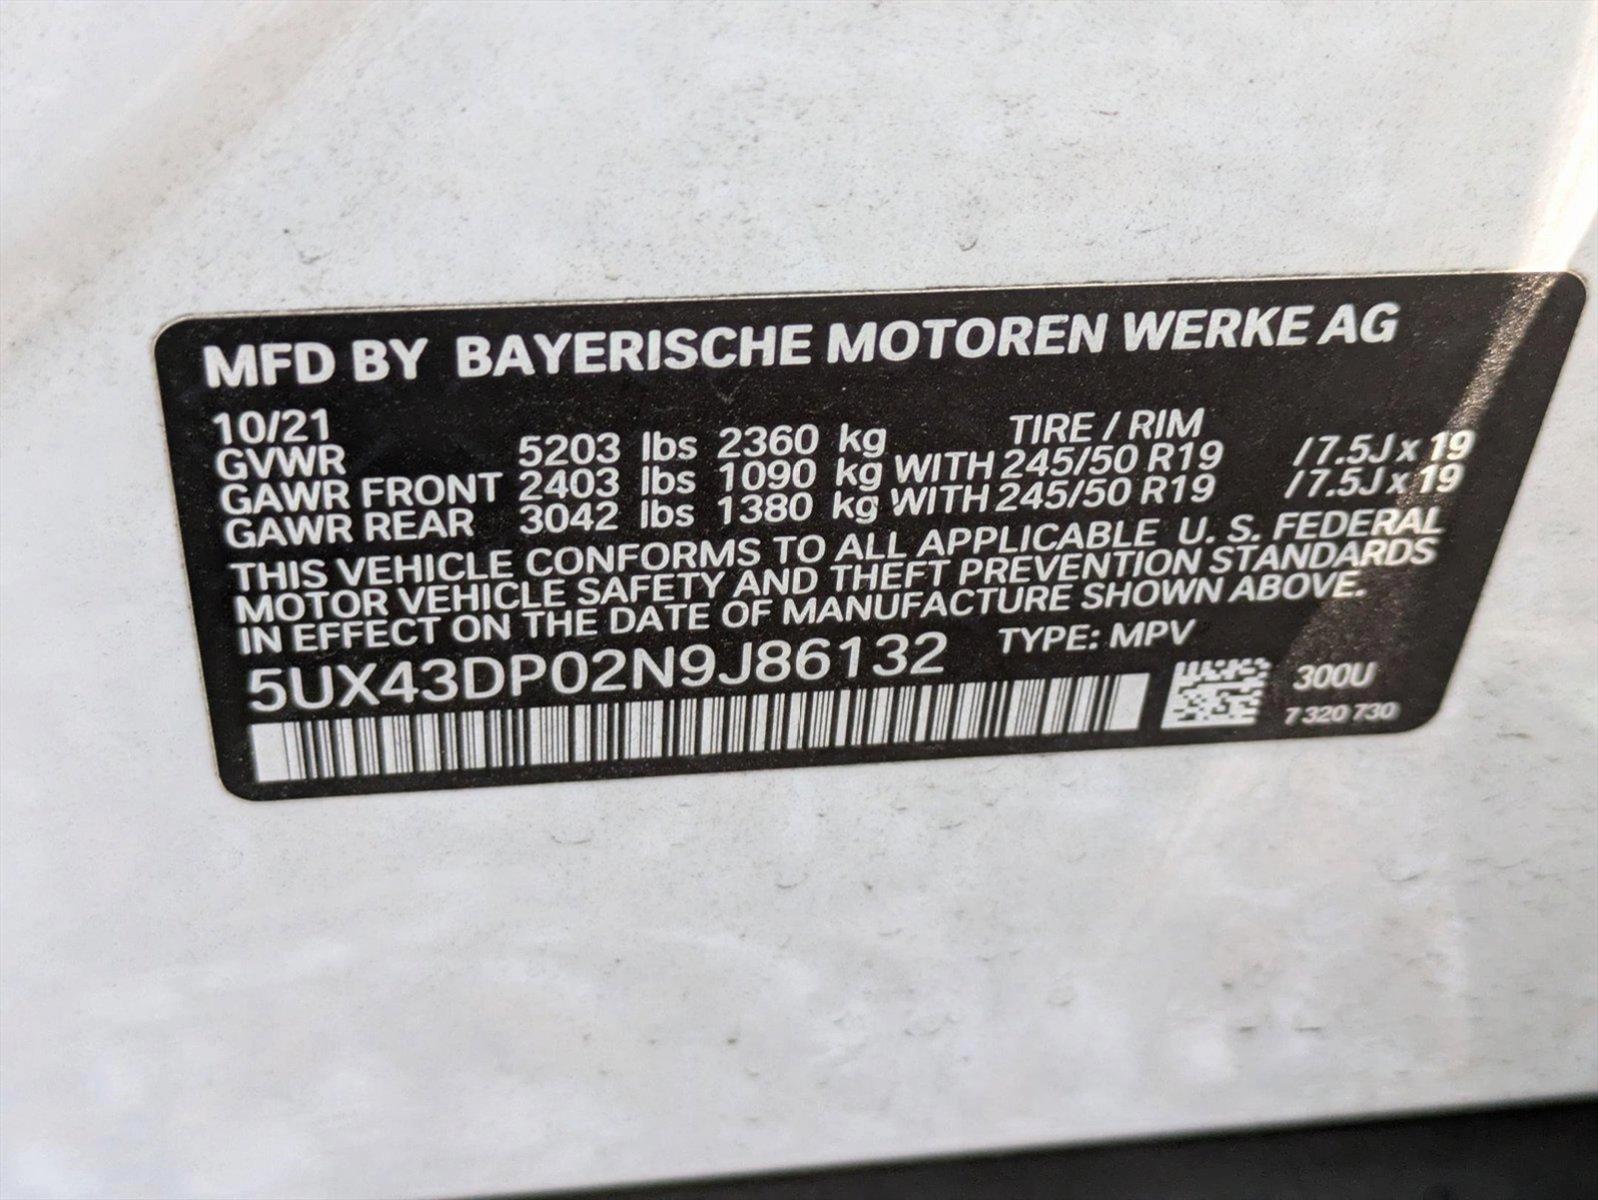 MFD BY BAYERISCHE MOTOREN WERKE AG
10/21 TIRE / RIM
GVWR 5203 lbs 2360 kg
GAWR FRONT 2403 lbs 1090 kg WITH 245/50 R19 / 7.5J x 19
GAWR REAR 3042 lbs 1380 kg WITH 245/50 R19 / 7.5J x 19
THIS VEHICLE CONFORMS TO ALL APPLICABLE U. S. FEDERAL
MOTOR VEHICLE SAFETY AND THEFT PREVENTION STANDARDS
IN EFFECT ON THE DATE OF MANUFACTURE SHOWN ABOVE.
5UX43DP02N9J86132 TYPE: MPV
300U
7 320 730